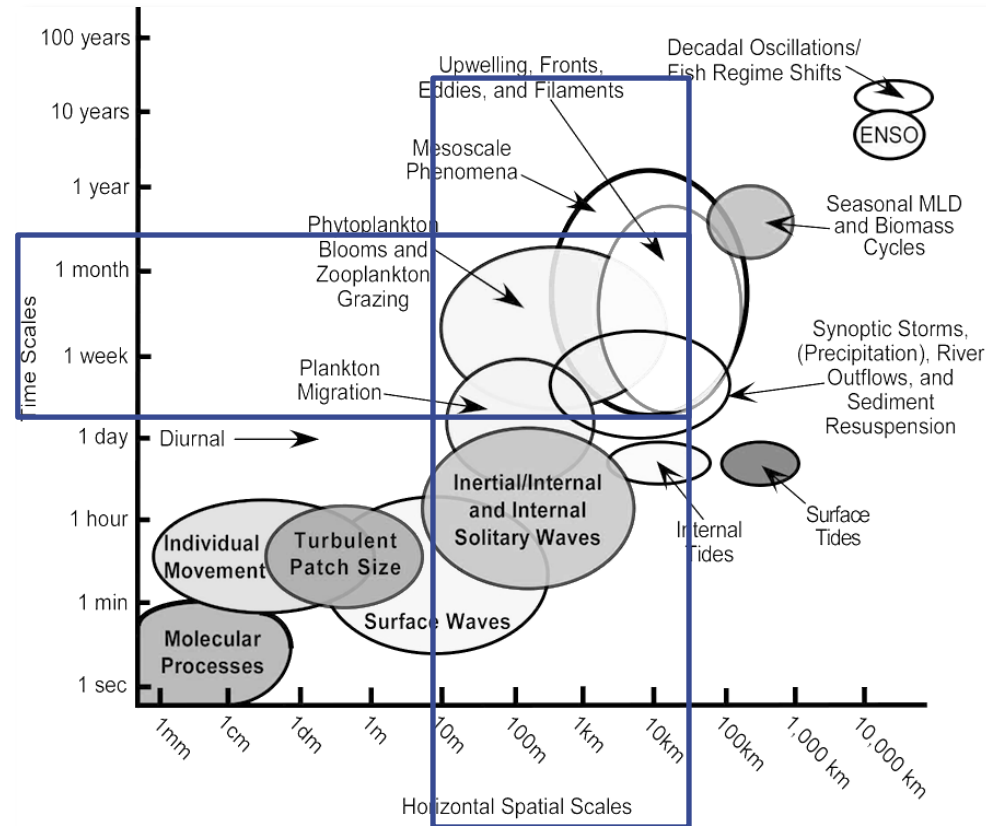 100 years
10 years
1 year
1 month
1 week
1 day
1 hour
1 min
1 sec
Time Scales
Decadal Oscillations/
Fish Regime Shifts
ENSO
Upwelling, Fronts,
Eddies, and Filaments
Mesoscale
Phenomena
Seasonal MLD
and Biomass
Cycles
Phytoplankton
Blooms and
Zooplankton
Grazing
Synoptic Storms,
(Precipitation), River
Outflows, and
Sediment
Resuspension
Plankton
Migration
Diurnal
Inertial/Internal
and Internal
Solitary Waves
Internal
Tides
Surface
Tides
Individual
Movement
Turbulent
Patch Size
Surface Waves
Molecular
Processes
1mm
1cm
1dm
1m
10m
100m
1km
10km
100km
1,000 km
10,000 km
Horizontal Spatial Scales